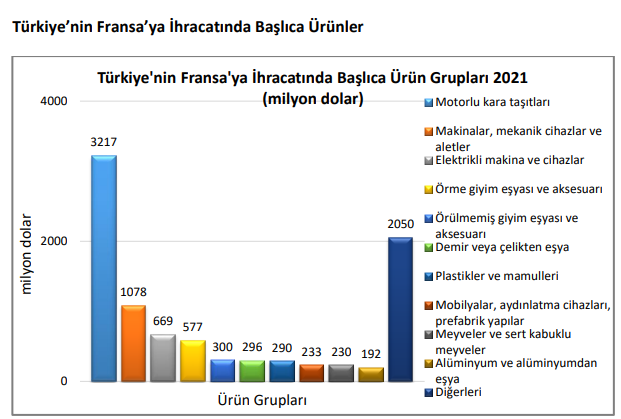 Türkiye’nin Fransa’ya İhracatında Başlıca Ürünler
Türkiye'nin Fransa'ya İhracatında Başlıca Ürün Grupları 2021
(milyon dolar)
4000
2000
0
milyon dolar
3217
1078
669
577
300
296
290
233
230
192
2050
Ürün Grupları
Motorlu kara taşıtları
Makinalar, mekanik cihazlar ve
aletler
Elektrikli makina ve cihazlar
Örme giyim eşyası ve aksesuarı
Örülmemiş giyim eşyası ve
aksesuarı
Demir veya çelikten eşya
Plastikler ve mamulleri
Mobilyalar, aydınlatma cihazları,
prefabrik yapılar
Meyveler ve sert kabuklu
meyveler
Alüminyum ve alüminyumdan
eşya
Diğerleri